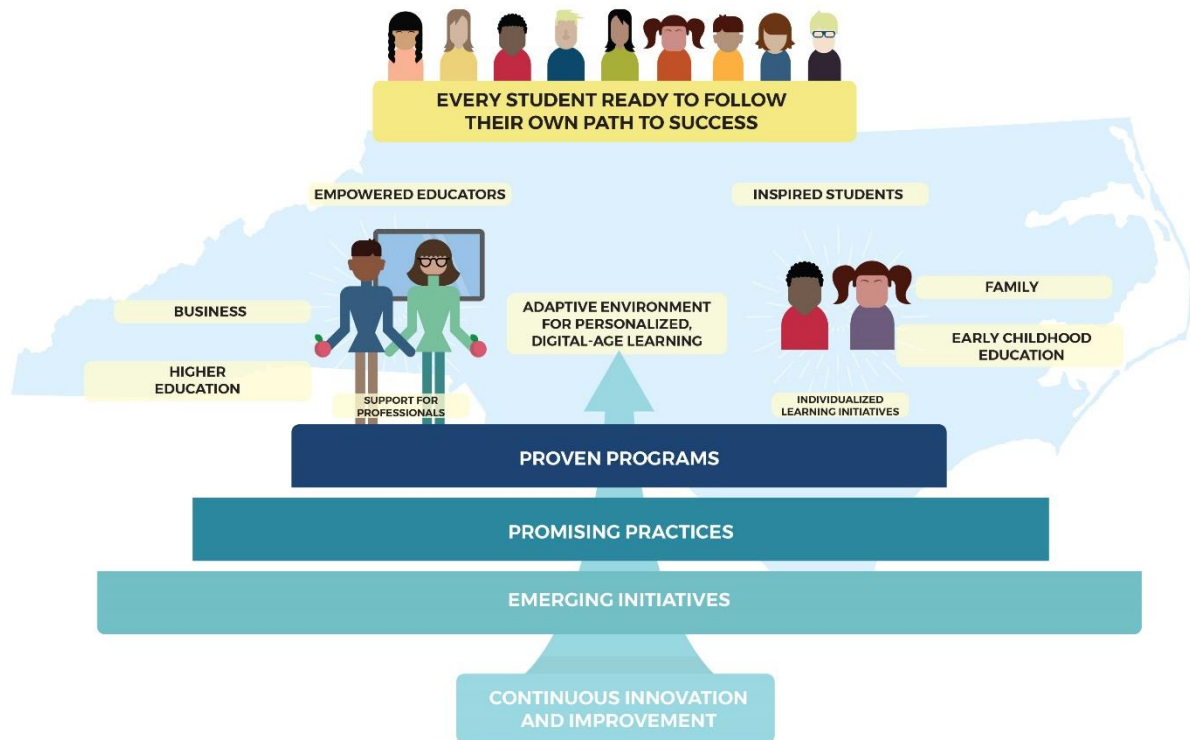 EVERY STUDENT READY TO FOLLOW
THEIR OWN PATH TO SUCCESS
EMPOWERED EDUCATORS
INSPIRED STUDENTS
BUSINESS
HIGHER
EDUCATION
ADAPTIVE ENVIRONMENT
FOR PERSONALIZED,
DIGITAL-AGE LEARNING
FAMILY
EARLY CHILDHOOD
EDUCATION
SUPPORT FOR
PROFESSIONALS
INDIVIDUALIZED
LEARNING INITIATIVES
PROVEN PROGRAMS
PROMISING PRACTICES
EMERGING INITIATIVES
CONTINUOUS INNOVATION
AND IMPROVEMENT